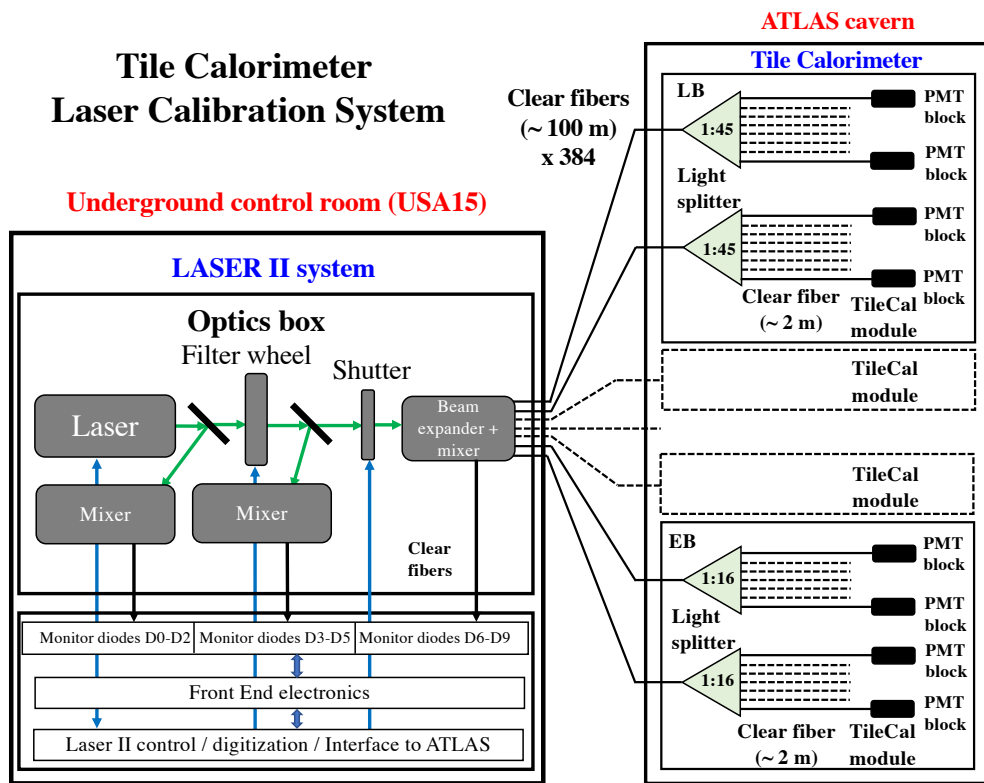 Tile Calorimeter
Laser Calibration System
Underground control room (USA15)
LASER II system
Optics box
Filter wheel
Shutter
Laser
Beam
expander +
mixer
Mixer
Mixer
Clear
fibers
Monitor diodes D0-D2
Monitor diodes D3-D5
Monitor diodes D6-D9
Front End electronics
Laser II control / digitization / Interface to ATLAS
Clear fibers
(~ 100 m)
x 384
ATLAS cavern
Tile Calorimeter
LB
1:45
PMT
block
PMT
block
Light
splitter
1:45
PMT
block
PMT
block
Clear fiber
(~ 2 m)
TileCal
module
TileCal
module
TileCal
module
EB
1:16
PMT
block
PMT
block
Light
splitter
1:16
PMT
block
PMT
block
Clear fiber
(~ 2 m)
TileCal
module